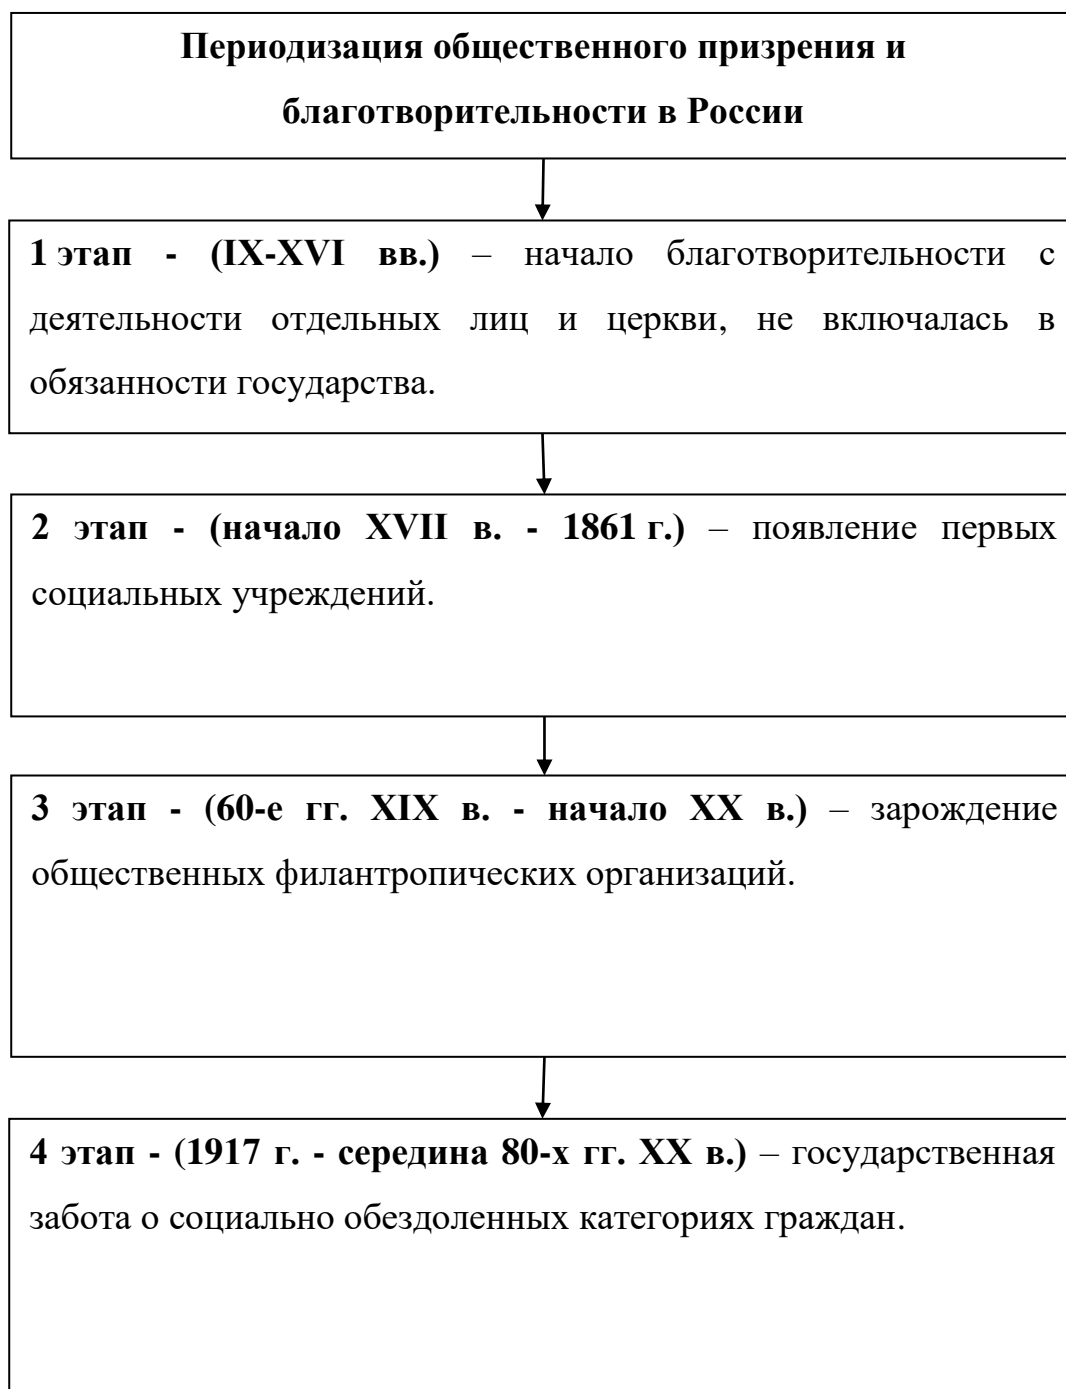 Периодизация общественного призрения и
благотворительности в России
1 этап - (IX-XVI вв.) – начало благотворительности с
деятельности отдельных лиц и церкви, не включалась в
обязанности государства.
2 этап - (начало XVII в. - 1861 г.) – появление первых
социальных учреждений.
3 этап - (60-е гг. XIX в. - начало XX в.) – зарождение
общественных филантропических организаций.
4 этап - (1917 г. - середина 80-х гг. XX в.) – государственная
забота о социально обездоленных категориях граждан.